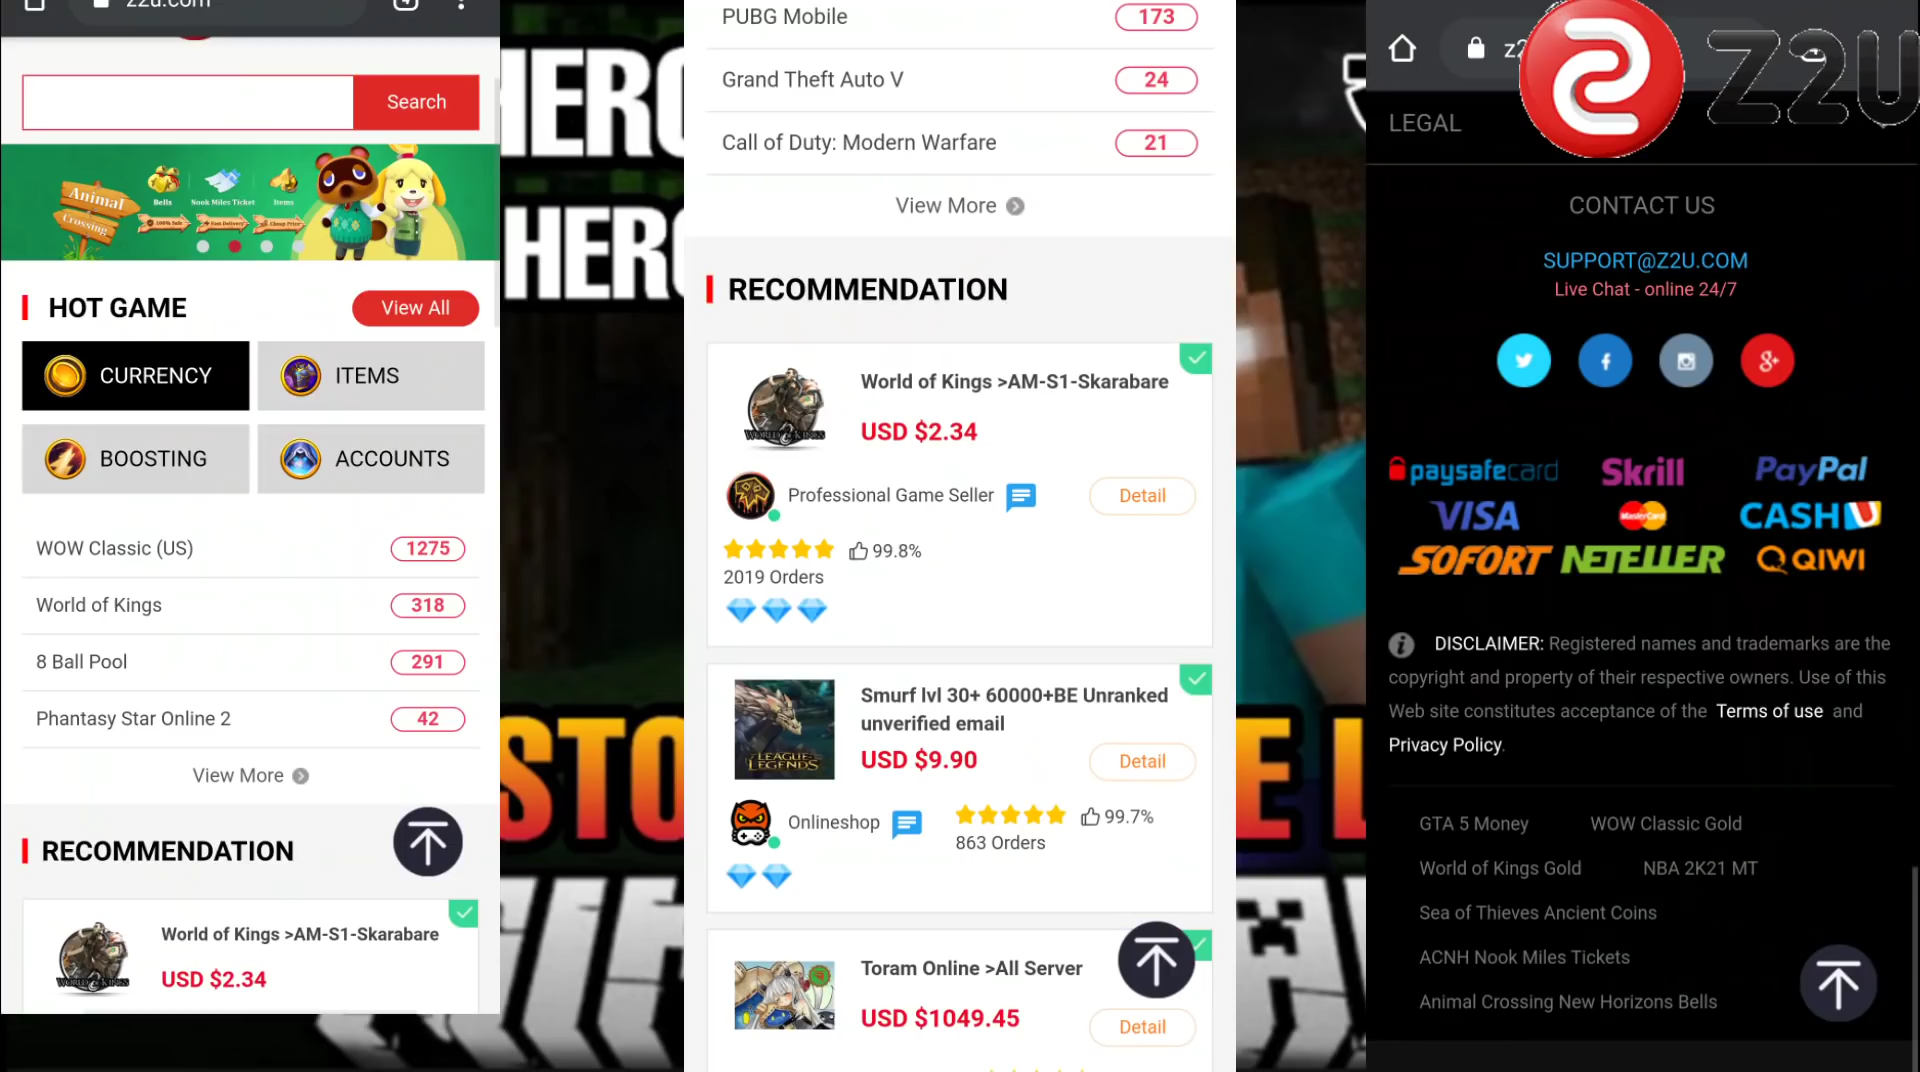 z2u.com
Search
Animal
Crossing
Bells
Nook Miles Ticket
Items
100% Safe
Fast Delivery
Cheap Price
HOT GAME
View All
CURRENCY
ITEMS
BOOSTING
ACCOUNTS
WOW Classic (US)
1275
World of Kings
318
8 Ball Pool
291
Phantasy Star Online 2
42
View More
RECOMMENDATION
World of Kings >AM-S1-Skarabare
USD $2.34
HERO
HERO
STO
PUBG Mobile
173
Grand Theft Auto V
24
Call of Duty: Modern Warfare
21
View More
RECOMMENDATION
World of Kings >AM-S1-Skarabare
USD $2.34
Professional Game Seller
Detail
99.8%
2019 Orders
Smurf lvl 30+ 60000+BE Unranked
unverified email
LEAGUE
LEGENDS
USD $9.90
Detail
Onlineshop
99.7%
863 Orders
Toram Online >All Server
USD $1049.45
Detail
E L
Z2U
LEGAL
CONTACT US
SUPPORT@Z2U.COM
Live Chat - online 24/7
paysafecard
Skrill
PayPal
VISA
MasterCard
CASHU
SOFORT
NETELLER
QIWI
DISCLAIMER: Registered names and trademarks are the
copyright and property of their respective owners. Use of this
Web site constitutes acceptance of the Terms of use and
Privacy Policy.
GTA 5 Money
WOW Classic Gold
World of Kings Gold
NBA 2K21 MT
Sea of Thieves Ancient Coins
ACNH Nook Miles Tickets
Animal Crossing New Horizons Bells